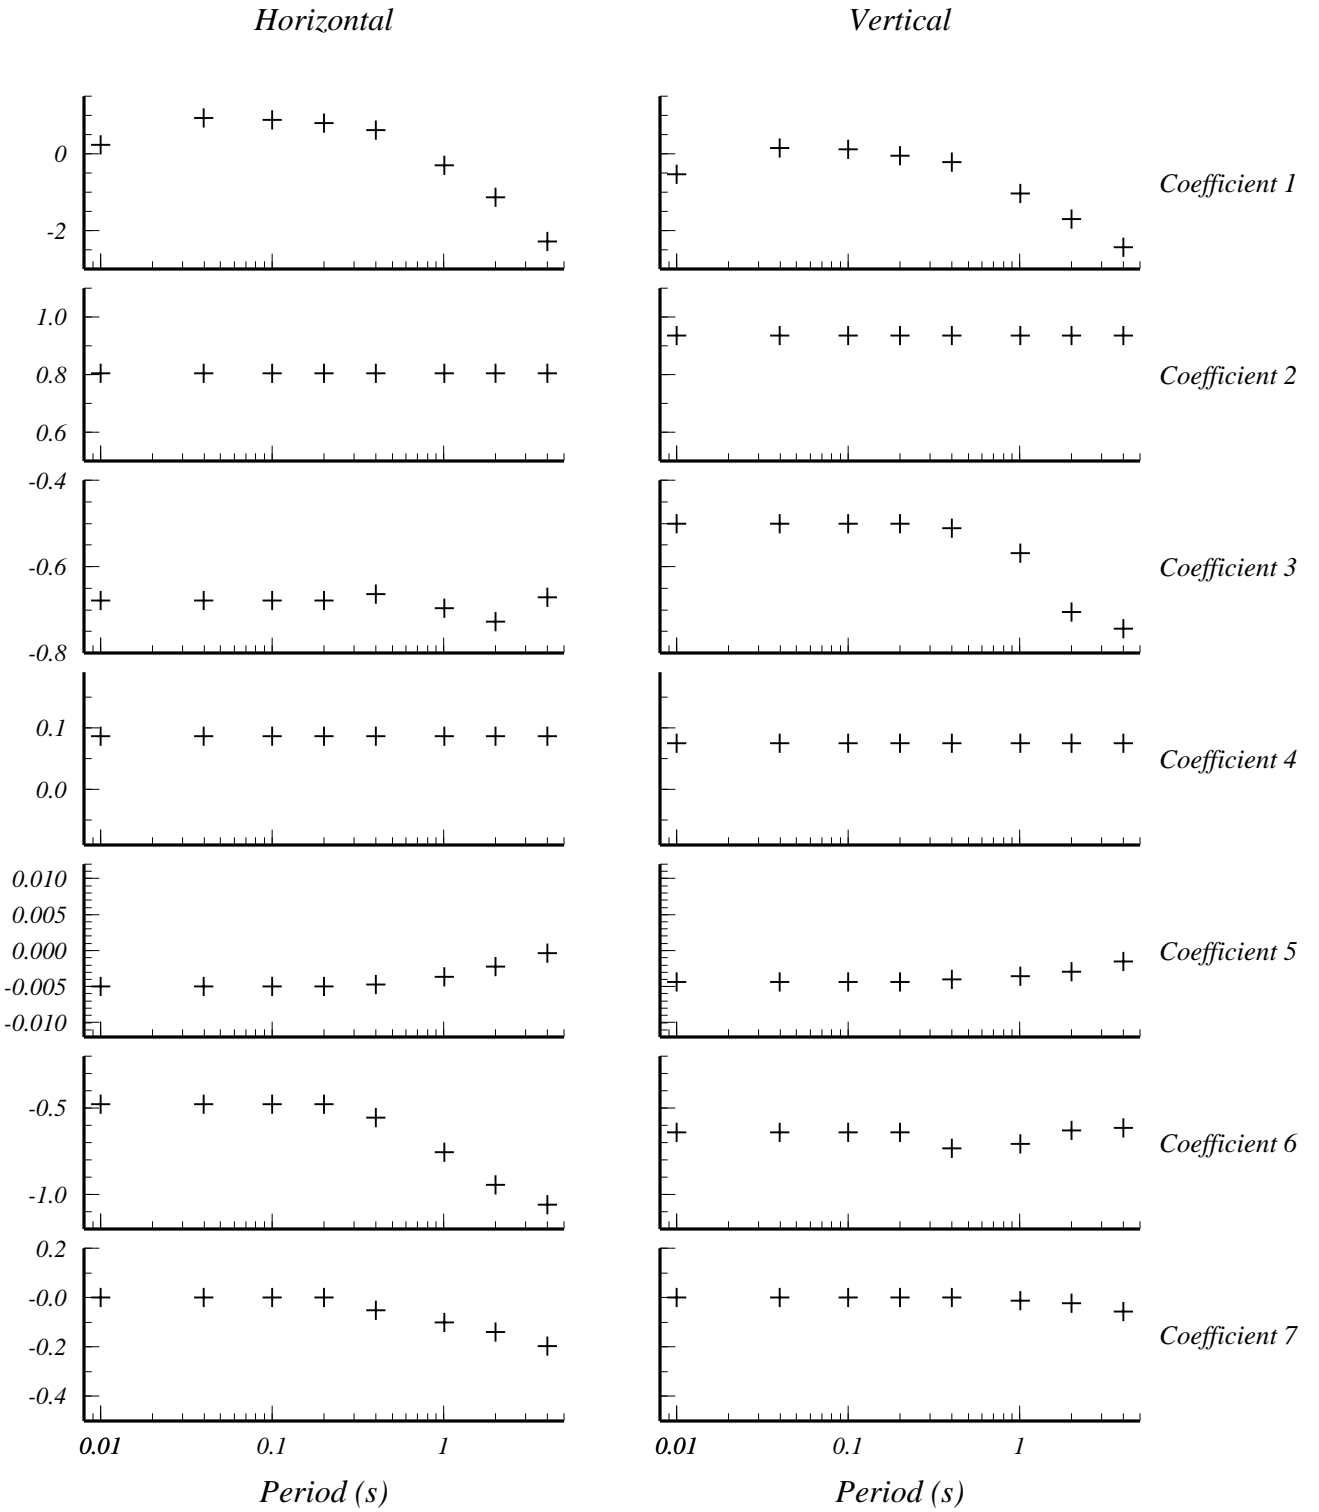 Horizontal Vertical
0
-2
Coefficient 1
1.0
0.8
0.6
Coefficient 2
-0.4
-0.6
-0.8
Coefficient 3
0.1
0.0
Coefficient 4
0.010
0.005
0.000
-0.005
-0.010
Coefficient 5
-0.5
-1.0
Coefficient 6
0.2
-0.0
-0.2
-0.4
Coefficient 7
0.01 0.1 1 0.01 0.1 1
Period (s) Period (s)